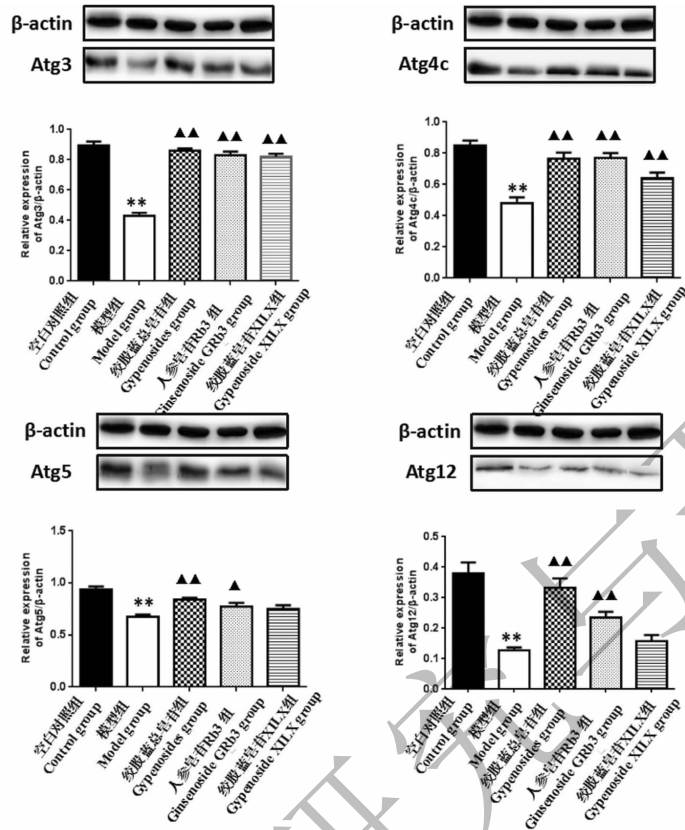 β-actin
Atg3
Relative expression
of Atg3/β-actin
1.0
0.8
0.6
0.4
0.2
0.0
**
▲▲
▲▲
▲▲
空白对照组
Control group
模型组
Model group
绞股蓝总皂苷组
Gypenosides group
人参皂苷Rb3 组
Ginsenoside GRb3 group
绞股蓝皂苷XILX组
Gypenoside XILX group
β-actin
Atg4c
Relative expression
of Atg4c/β-actin
1.0
0.8
0.6
0.4
0.2
0.0
**
▲▲
▲▲
▲▲
空白对照组
Control group
模型组
Model group
绞股蓝总皂苷组
Gypenosides group
人参皂苷Rb3 组
Ginsenoside GRb3 group
绞股蓝皂苷XILX组
Gypenoside XILX group
β-actin
Atg5
Relative expression
of Atg5/β-actin
1.5
1.0
0.5
0.0
**
▲▲
▲
空白对照组
Control group
模型组
Model group
绞股蓝总皂苷组
Gypenosides group
人参皂苷Rb3 组
Ginsenoside GRb3 group
绞股蓝皂苷XILX组
Gypenoside XILX group
β-actin
Atg12
Relative expression
of Atg12/β-actin
0.5
0.4
0.3
0.2
0.1
0.0
**
▲▲
▲▲
空白对照组
Control group
模型组
Model group
绞股蓝总皂苷组
Gypenosides group
人参皂苷Rb3 组
Ginsenoside GRb3 group
绞股蓝皂苷XILX组
Gypenoside XILX group